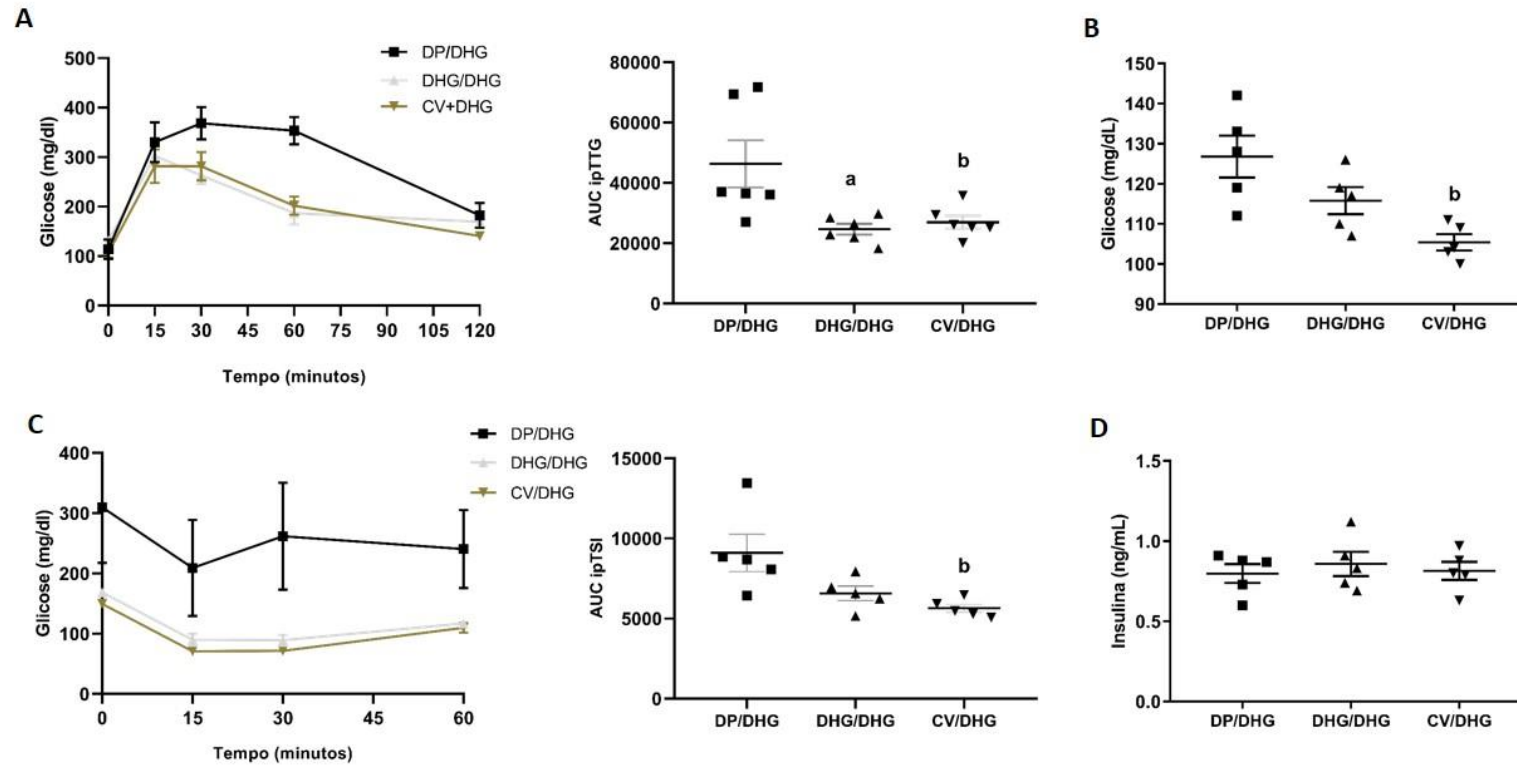 A
500
400
300
200
100
0
Glicose (mg/dl)
0 15 30 45 60 75 90 105 120
Tempo (minutos)
DP/DHG
DHG/DHG
CV+DHG
80000
60000
40000
20000
0
AUC ipTTG
a
b
DP/DHG DHG/DHG CV/DHG
B
150
140
130
120
110
100
90
Glicose (mg/dL)
b
DP/DHG DHG/DHG CV/DHG
C
400
300
200
100
0
Glicose (mg/dl)
0 15 30 45 60
Tempo (minutos)
DP/DHG
DHG/DHG
CV/DHG
15000
10000
5000
0
AUC ipTSI
b
DP/DHG DHG/DHG CV/DHG
D
1.5
1.0
0.5
0.0
Insulina (ng/mL)
DP/DHG DHG/DHG CV/DHG